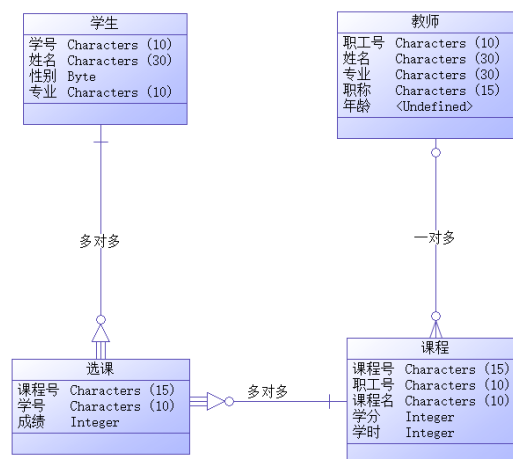 学生
学号 Characters (10)
姓名 Characters (30)
性别 Byte
专业 Characters (10)
教师
职工号 Characters (10)
姓名 Characters (30)
专业 Characters (30)
职称 Characters (15)
年龄 <Undefined>
多对多
一对多
选课
课程号 Characters (15)
学号 Characters (10)
成绩 Integer
多对多
课程
课程号 Characters (15)
职工号 Characters (10)
课程名 Characters (10)
学分 Integer
学时 Integer